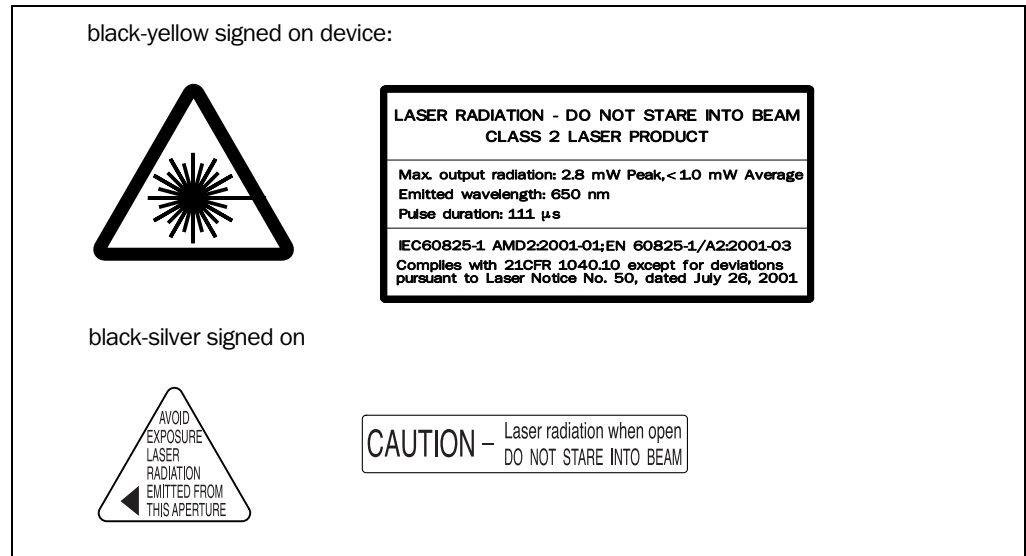 black-yellow signed on device:
LASER RADIATION - DO NOT STARE INTO BEAM
CLASS 2 LASER PRODUCT
Max. output radiation: 2.8 mW Peak,<1.0 mW Average
Emitted wavelength: 650 nm
Pulse duration: 111 µs
IEC60825-1 AMD2:2001-01;EN 60825-1/A2:2001-03
Complies with 21CFR 1040.10 except for deviations
pursuant to Laser Notice No. 50, dated July 26, 2001
black-silver signed on
AVOID
EXPOSURE
LASER
RADIATION
EMITTED FROM
THIS APERTURE
CAUTION – Laser radiation when open
DO NOT STARE INTO BEAM